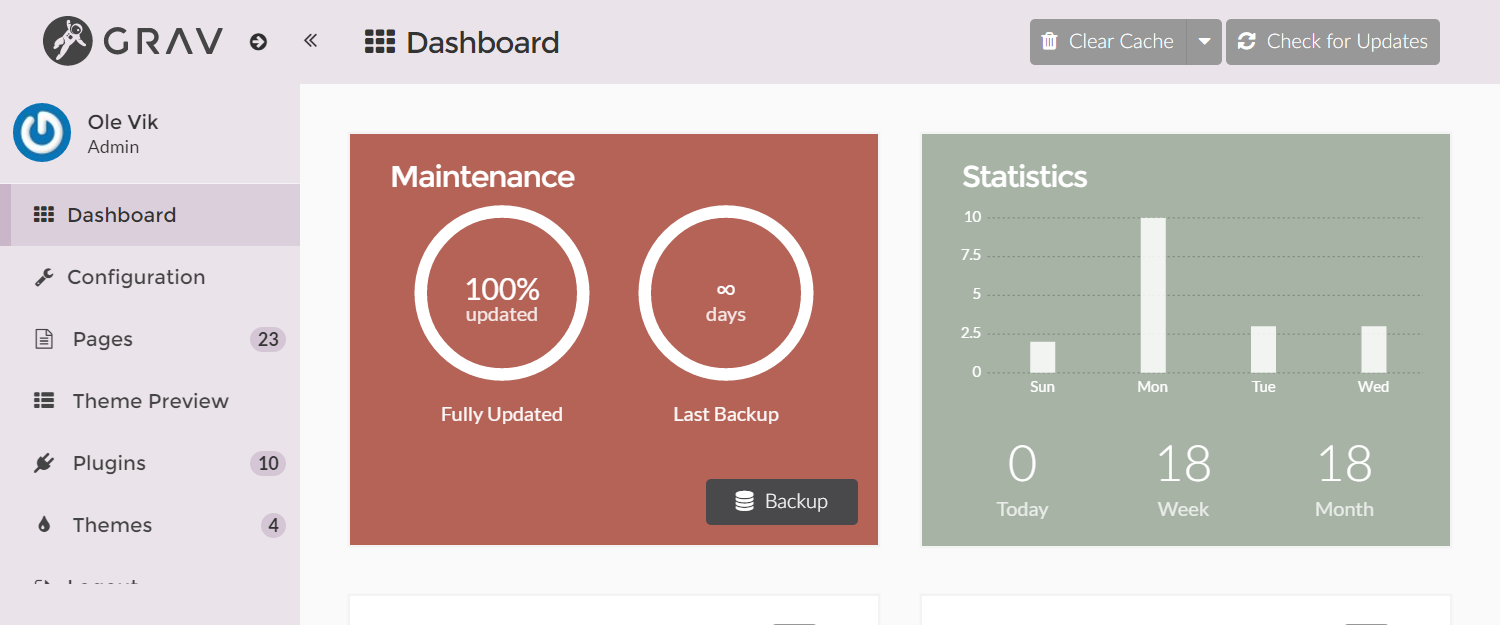 GRAV
Dashboard
Clear Cache
Check for Updates
Ole Vik
Admin
Dashboard
Configuration
Pages 23
Theme Preview
Plugins 10
Themes 4
Logout
Maintenance
100%
updated
∞
days
Fully Updated
Last Backup
Backup
Statistics
10
7.5
5
2.5
0
Sun Mon Tue Wed
0 18 18
Today Week Month